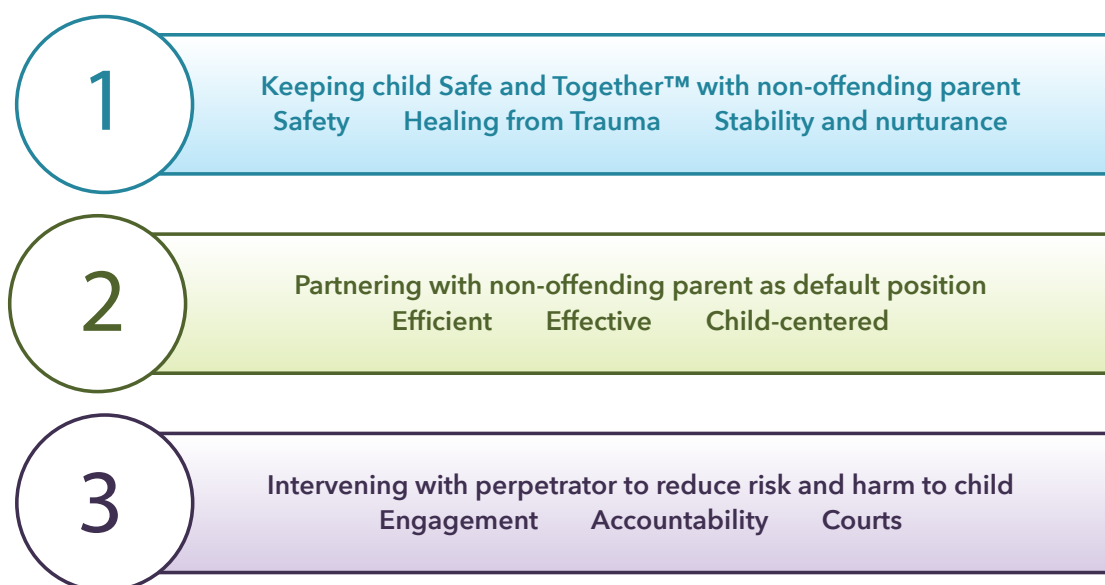 1
Keeping child Safe and Together™ with non-offending parent
Safety Healing from Trauma Stability and nurturance
2
Partnering with non-offending parent as default position
Efficient Effective Child-centered
3
Intervening with perpetrator to reduce risk and harm to child
Engagement Accountability Courts